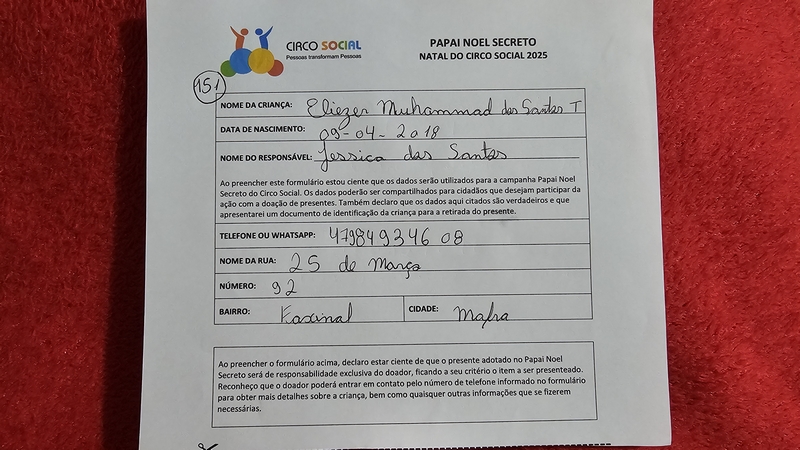 CIRCO SOCIAL
Pessoas transformam Pessoas
PAPAI NOEL SECRETO
NATAL DO CIRCO SOCIAL 2025
151
NOME DA CRIANÇA: Eliezer Muhammad dos Santos T
DATA DE NASCIMENTO: 09-04-2018
NOME DO RESPONSÁVEL: Jessica dos Santos
Ao preencher este formulário estou ciente que os dados serão utilizados para a campanha Papai Noel
Secreto do Circo Social. Os dados poderão ser compartilhados para cidadãos que desejam participar da
ação com a doação de presentes. Também declaro que os dados aqui citados são verdadeiros e que
apresentarei um documento de identificação da criança para a retirada do presente.
TELEFONE OU WHATSAPP: 479849346 08
NOME DA RUA: 25 de Março
NÚMERO: 92
BAIRRO: Faxinal CIDADE: Mafra
Ao preencher o formulário acima, declaro estar ciente de que o presente adotado no Papai Noel
Secreto será de responsabilidade exclusiva do doador, ficando a seu critério o item a ser presenteado.
Reconheço que o doador poderá entrar em contato pelo número de telefone informado no formulário
para obter mais detalhes sobre a criança, bem como quaisquer outras informações que se fizerem
necessárias.